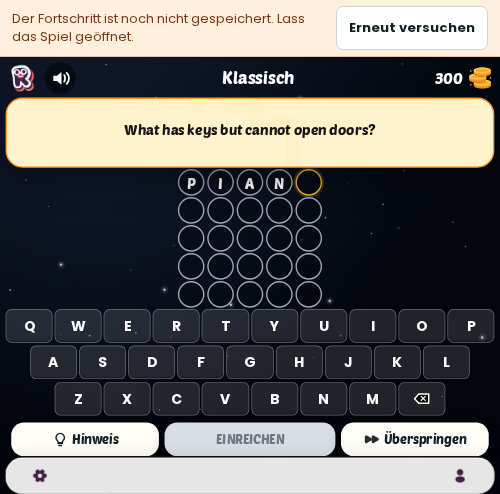 Der Fortschritt ist noch nicht gespeichert. Lass
das Spiel geöffnet.
Erneut versuchen
Klassisch
300
What has keys but cannot open doors?
P I A N
Q W E R T Y U I O P
A S D F G H J K L
Z X C V B N M
Hinweis
EINREICHEN
Überspringen